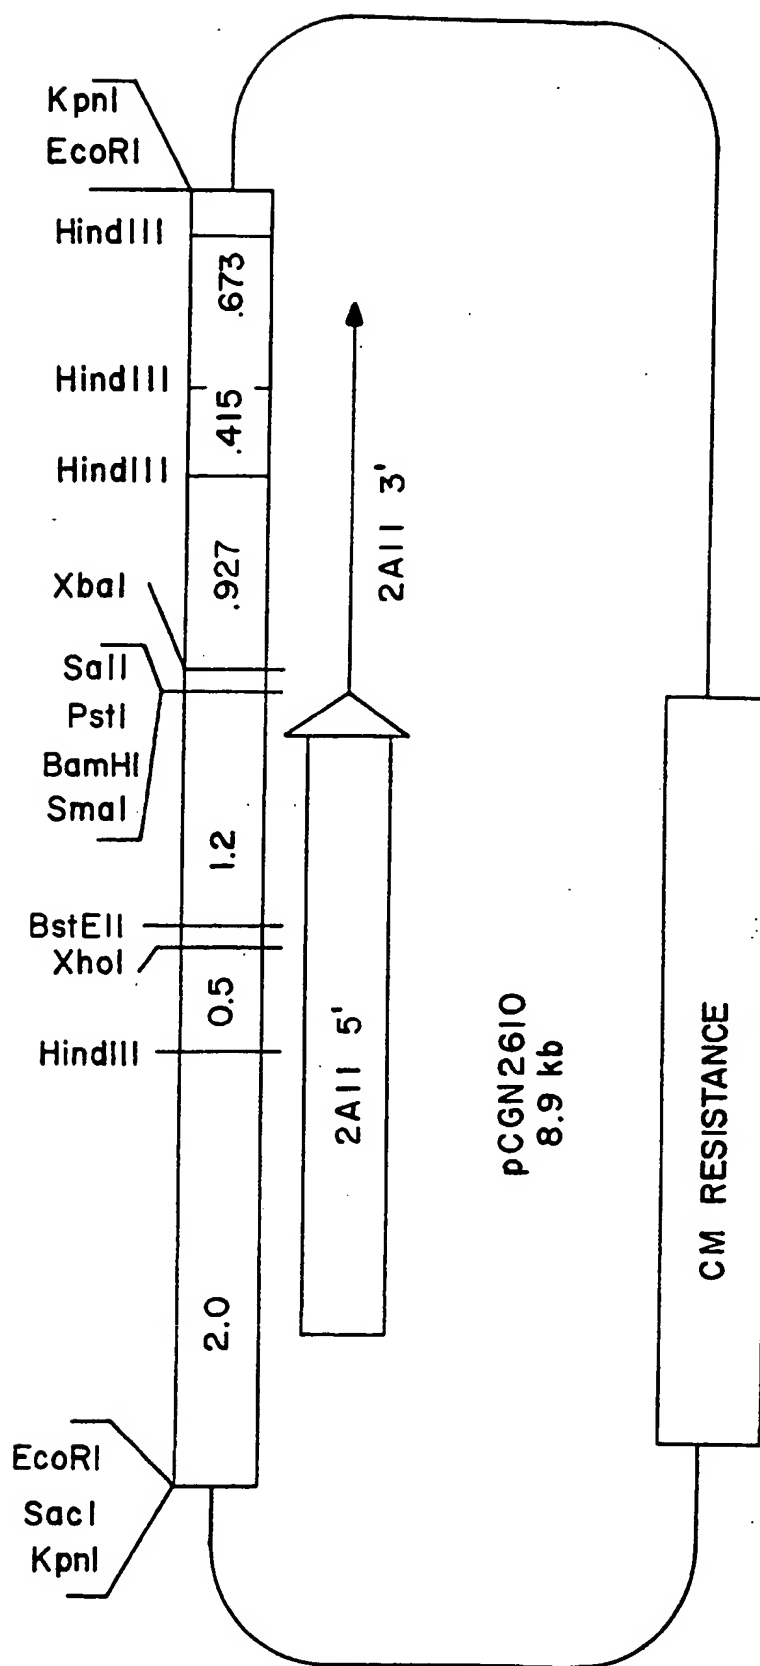 KpnI
EcoRI
HindIII
.673
HindIII
.415
HindIII
.927
XbaI
SalI
PstI
BamHI
SmaI
1.2
BstEII
XhoI
0.5
HindIII
2.0
EcoRI
SacI
KpnI
2A11 3'
2A11 5'
pCGN2610
8.9 kb
CM RESISTANCE